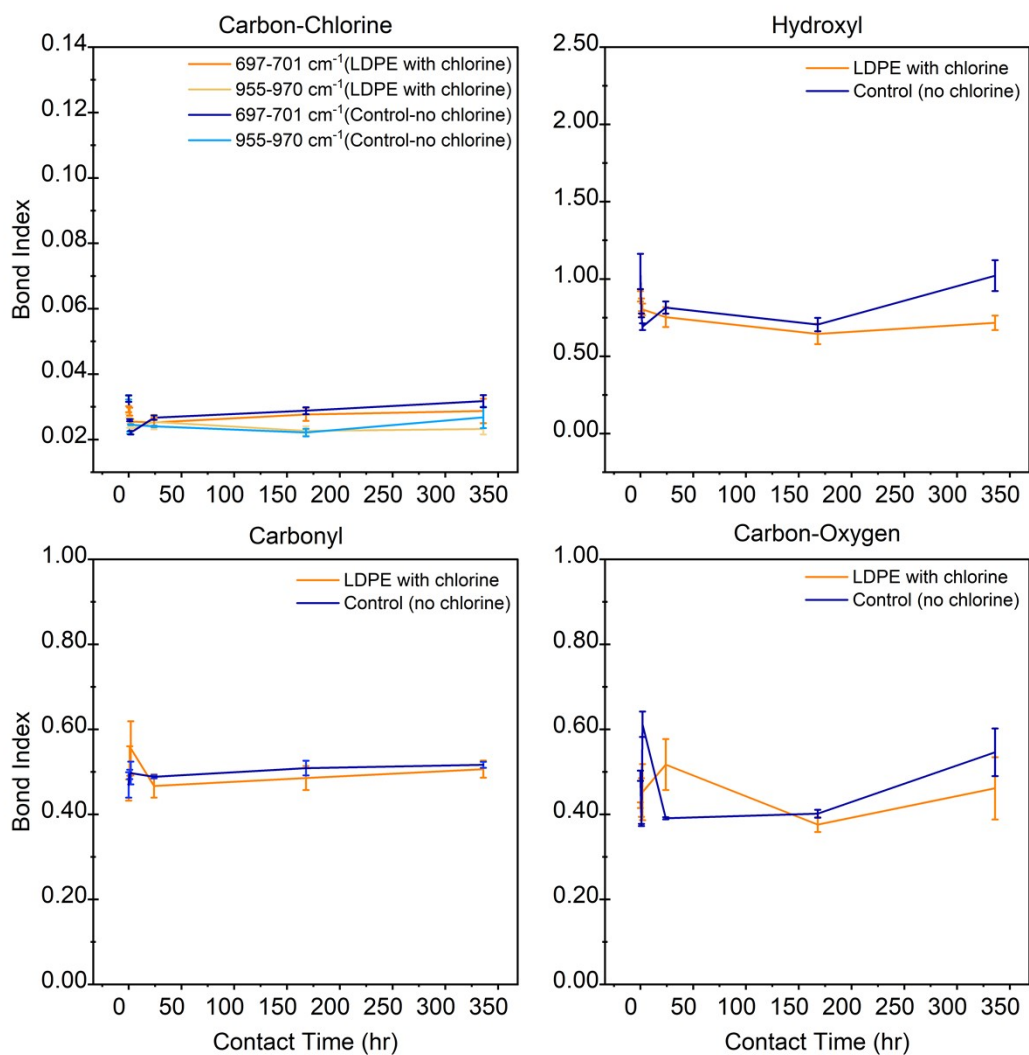 Carbon-Chlorine
0.14
0.12
0.10
0.08
0.06
0.04
0.02
Bond Index
697-701 cm⁻¹(LDPE with chlorine)
955-970 cm⁻¹(LDPE with chlorine)
697-701 cm⁻¹(Control-no chlorine)
955-970 cm⁻¹(Control-no chlorine)
0 50 100 150 200 250 300 350
Hydroxyl
2.50
2.00
1.50
1.00
0.50
0.00
LDPE with chlorine
Control (no chlorine)
0 50 100 150 200 250 300 350
Carbonyl
1.00
0.80
0.60
0.40
0.20
0.00
Bond Index
LDPE with chlorine
Control (no chlorine)
0 50 100 150 200 250 300 350
Contact Time (hr)
Carbon-Oxygen
1.00
0.80
0.60
0.40
0.20
0.00
LDPE with chlorine
Control (no chlorine)
0 50 100 150 200 250 300 350
Contact Time (hr)